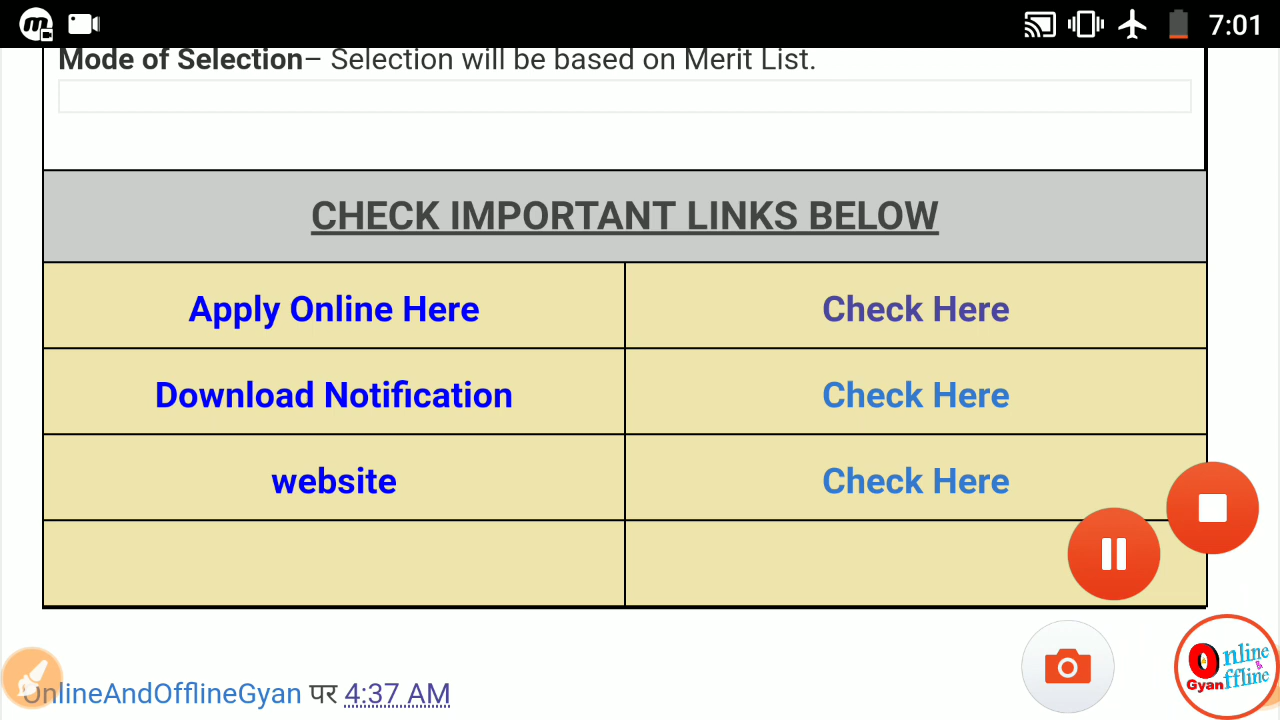 7:01
Mode of Selection– Selection will be based on Merit List.
CHECK IMPORTANT LINKS BELOW
Apply Online Here Check Here
Download Notification Check Here
website Check Here
OnlineAndOfflineGyan पर 4:37 AM
Online
&
Gyan ffline